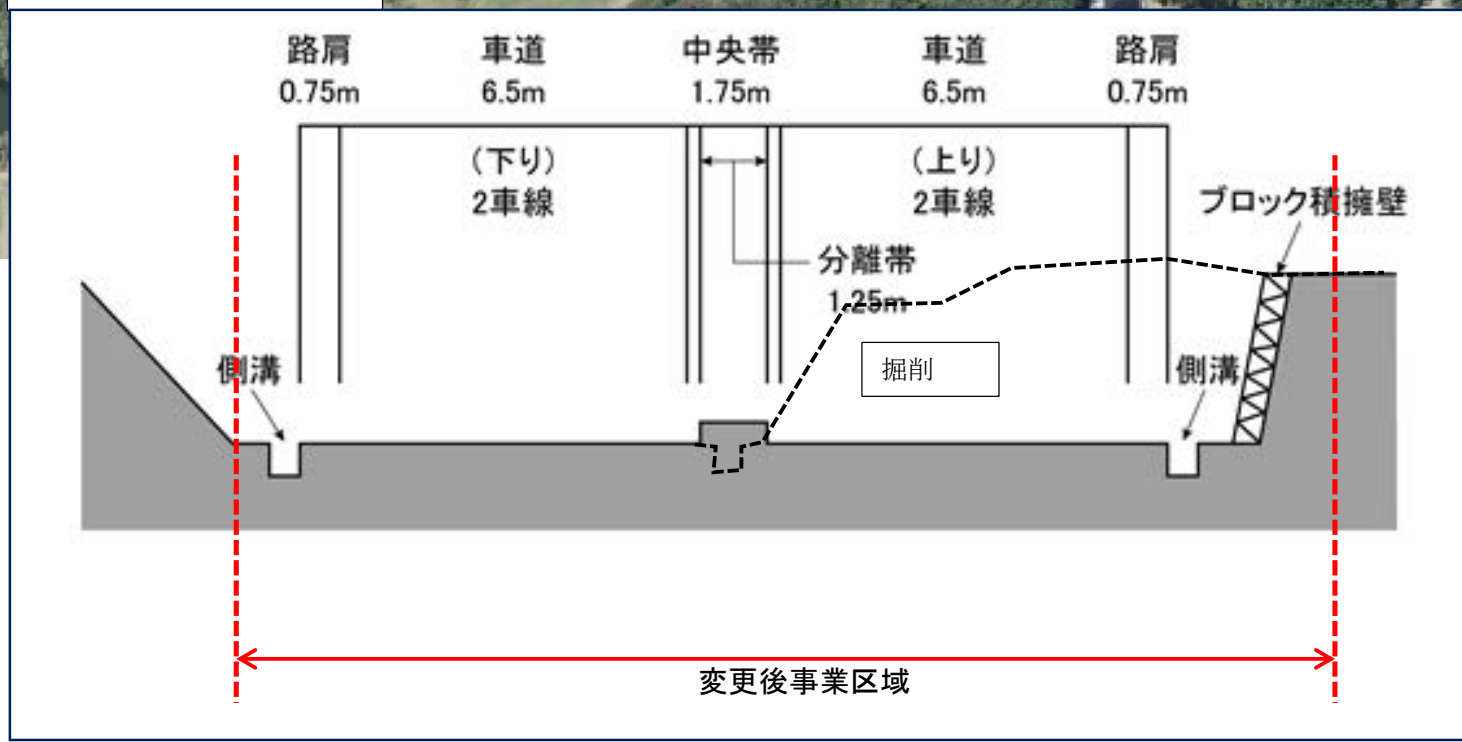 路肩
0.75m
車道
6.5m
中央帯
1.75m
車道
6.5m
路肩
0.75m
(下り)
2車線
(上り)
2車線
ブロック積擁壁
分離帯
1.25m
側溝
掘削
側溝
変更後事業区域